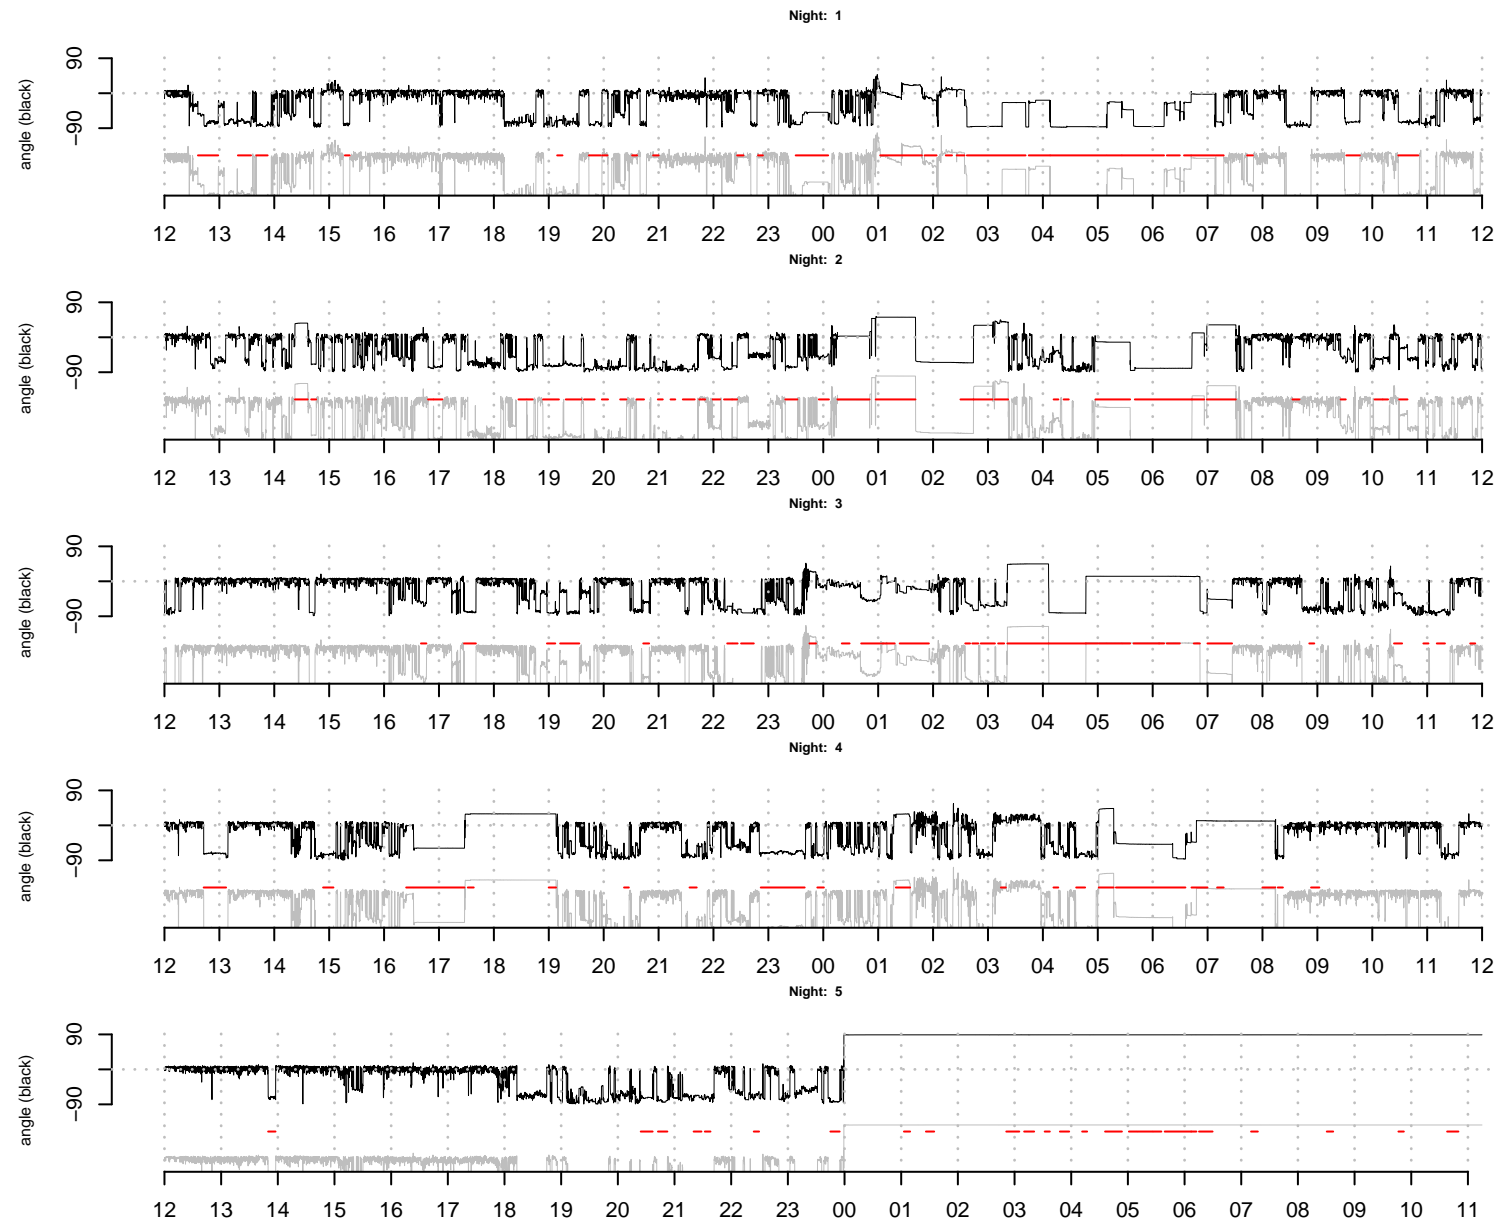 Night: 1
angle (black)
90
-90
12 13 14 15 16 17 18 19 20 21 22 23 00 01 02 03 04 05 06 07 08 09 10 11 12
Night: 2
angle (black)
90
-90
12 13 14 15 16 17 18 19 20 21 22 23 00 01 02 03 04 05 06 07 08 09 10 11 12
Night: 3
angle (black)
90
-90
12 13 14 15 16 17 18 19 20 21 22 23 00 01 02 03 04 05 06 07 08 09 10 11 12
Night: 4
angle (black)
90
-90
12 13 14 15 16 17 18 19 20 21 22 23 00 01 02 03 04 05 06 07 08 09 10 11 12
Night: 5
angle (black)
90
-90
12 13 14 15 16 17 18 19 20 21 22 23 00 01 02 03 04 05 06 07 08 09 10 11